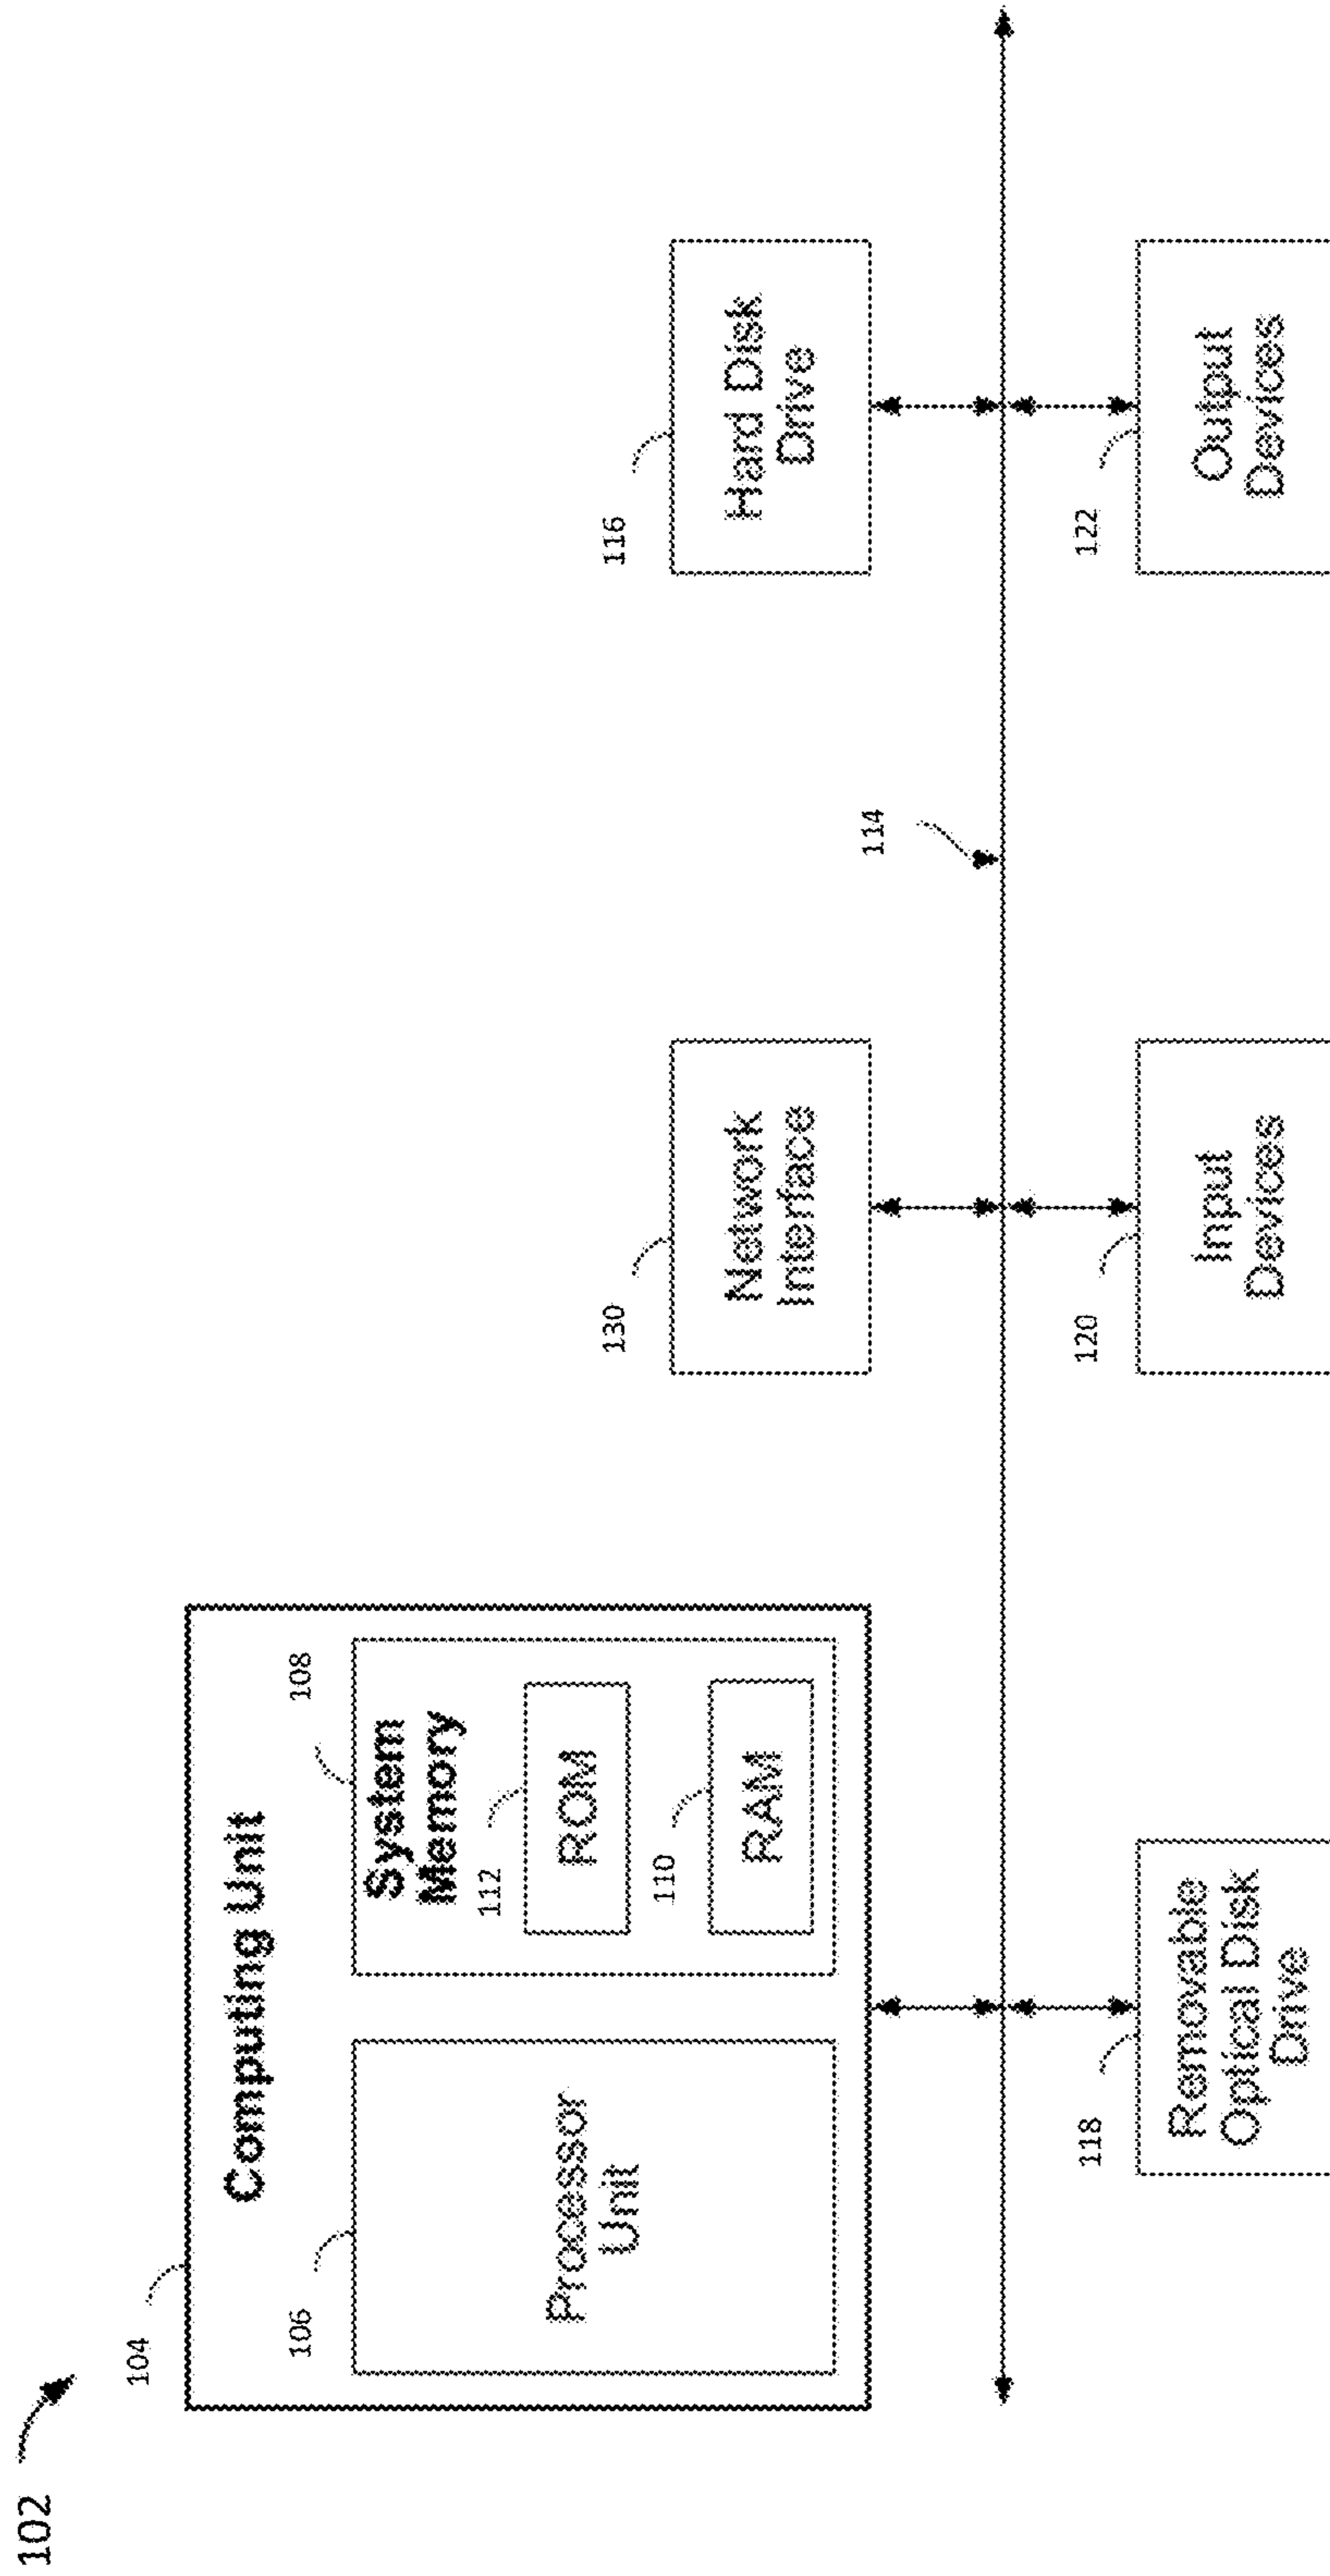 102
104
Computing Unit
106
Processor
Unit
108
System
Memory
112
ROM
110
RAM
130
Network
Interface
116
Hard Disk
Drive
114
118
Removable
Optical Disk
Drive
120
Input
Devices
122
Output
Devices